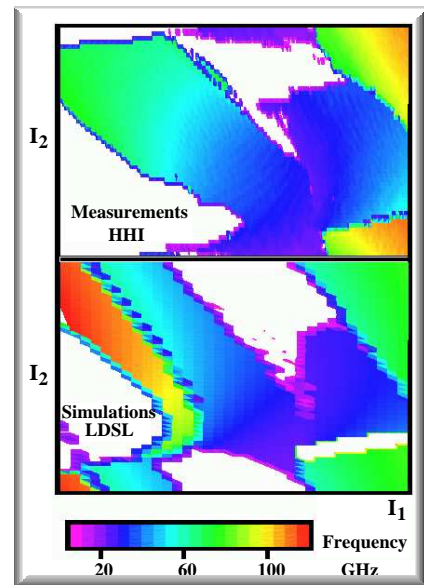 I2
Measurements
HHI
I2
Simulations
LDSL
I1
Frequency
20 60 100 GHz